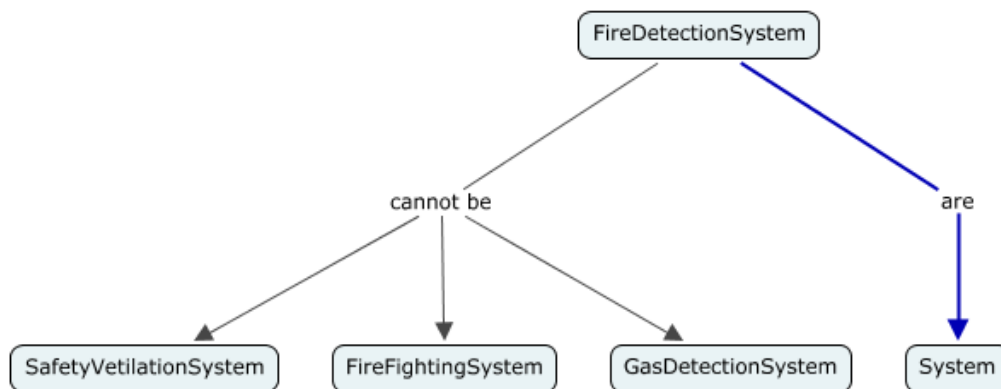 FireDetectionSystem
cannot be
are
SafetyVetilationSystem
FireFightingSystem
GasDetectionSystem
System